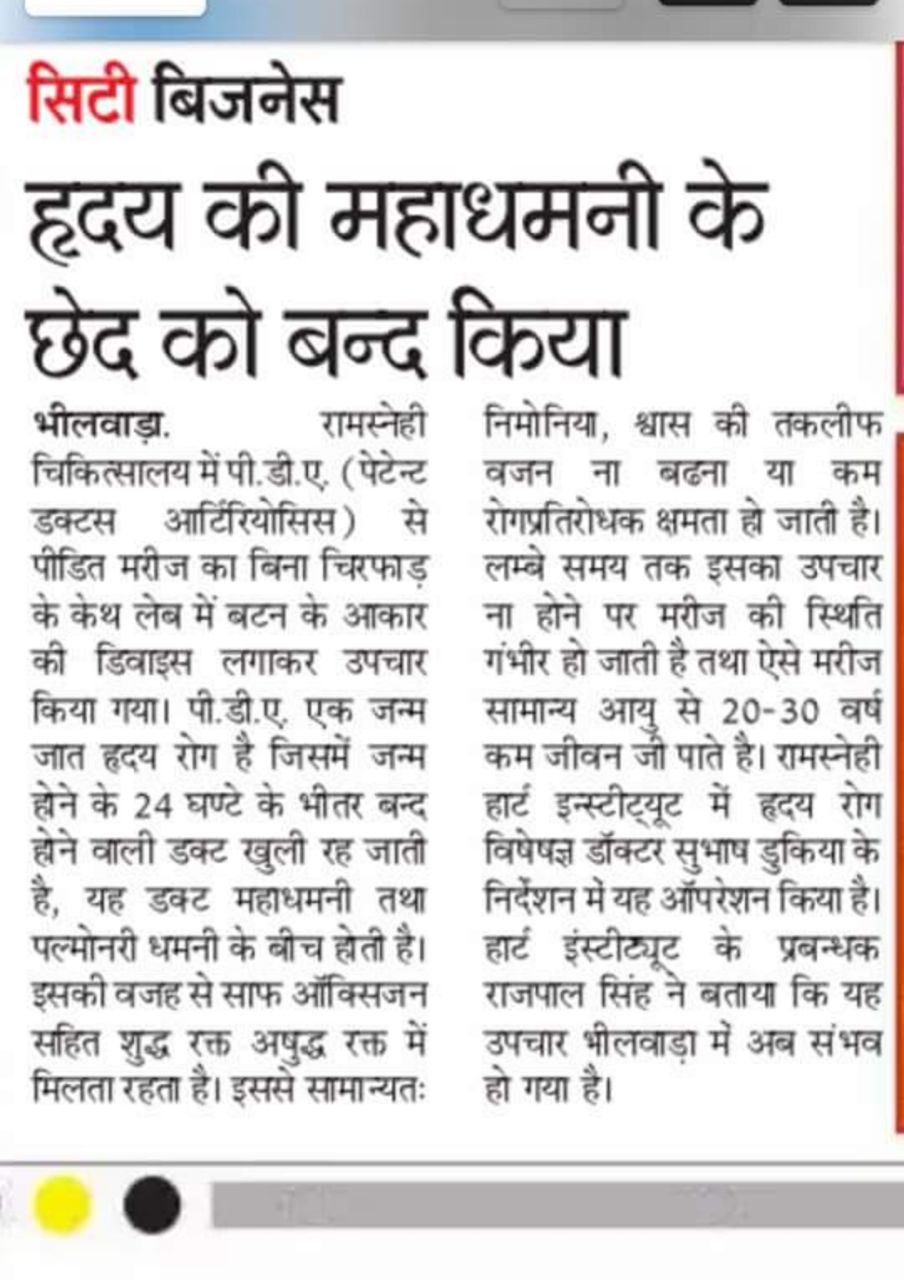 सिटी बिजनेस
हृदय की महाधमनी के
छेद को बन्द किया
भीलवाड़ा. रामस्नेही
चिकित्सालय में पी.डी.ए. (पेटेन्ट
डक्टस आर्टिरियोसिस) से
पीडित मरीज का बिना चिरफाड़
के केथ लेब में बटन के आकार
की डिवाइस लगाकर उपचार
किया गया। पी.डी.ए. एक जन्म
जात हृदय रोग है जिसमें जन्म
होने के 24 घण्टे के भीतर बन्द
होने वाली डक्ट खुली रह जाती
है, यह डक्ट महाधमनी तथा
पल्मोनरी धमनी के बीच होती है।
इसकी वजह से साफ ऑक्सिजन
सहित शुद्ध रक्त अषुद्ध रक्त में
मिलता रहता है। इससे सामान्यतः
निमोनिया, श्वास की तकलीफ
वजन ना बढना या कम
रोगप्रतिरोधक क्षमता हो जाती है।
लम्बे समय तक इसका उपचार
ना होने पर मरीज की स्थिति
गंभीर हो जाती है तथा ऐसे मरीज
सामान्य आयु से 20-30 वर्ष
कम जीवन जी पाते है। रामस्नेही
हार्ट इन्स्टीट्यूट में हृदय रोग
विषेषज्ञ डॉक्टर सुभाष डुकिया के
निर्देशन में यह ऑपरेशन किया है।
हार्ट इंस्टीट्यूट के प्रबन्धक
राजपाल सिंह ने बताया कि यह
उपचार भीलवाड़ा में अब संभव
हो गया है।